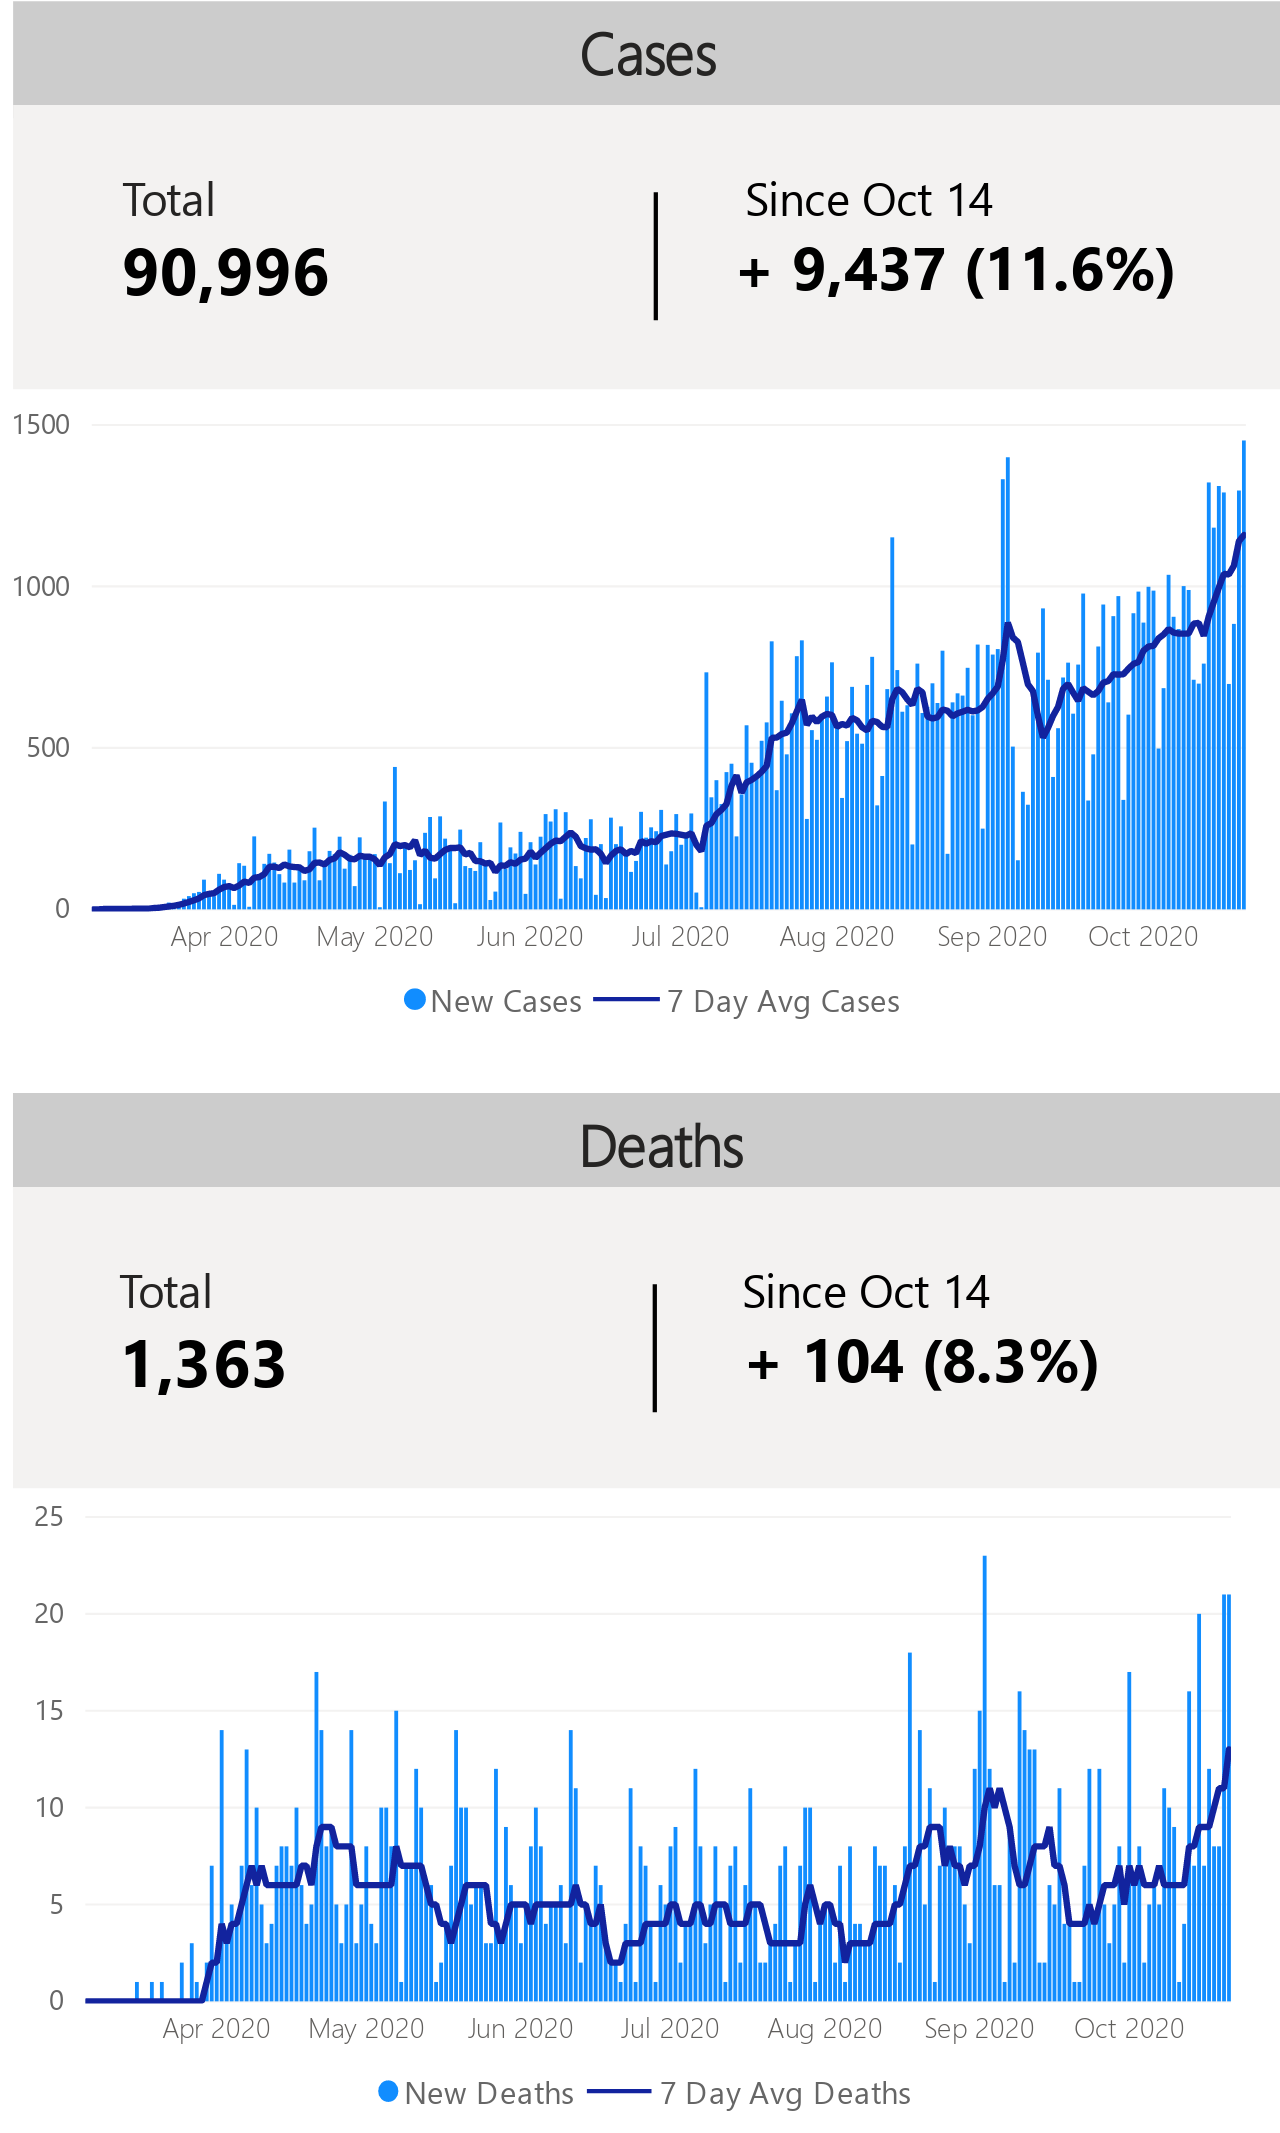 Cases
Total
Since Oct 14
90,996
+ 9,437 (11.6%)
1500
1000
500
0
Apr 2020 May 2020 Jun 2020 Jul 2020 Aug 2020 Sep 2020 Oct 2020
New Cases 7 Day Avg Cases
Deaths
Total
Since Oct 14
1,363
+ 104 (8.3%)
25
20
15
10
5
0
Apr 2020 May 2020 Jun 2020 Jul 2020 Aug 2020 Sep 2020 Oct 2020
New Deaths 7 Day Avg Deaths